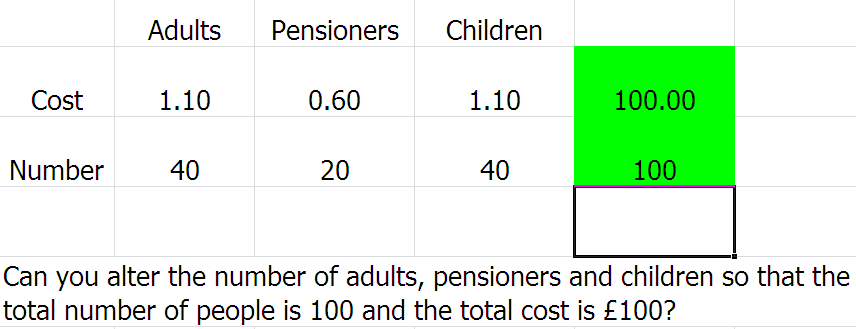 Adults Pensioners Children
Cost 1.10 0.60 1.10 100.00
Number 40 20 40 100
Can you alter the number of adults, pensioners and children so that the
total number of people is 100 and the total cost is £100?